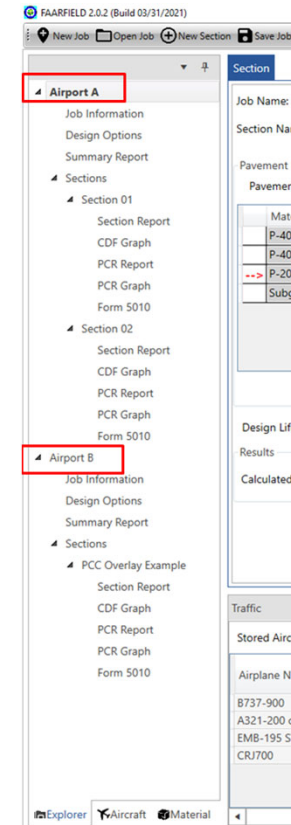 FAARFIELD 2.0.2 (Build 03/31/2021)
New Job Open Job New Section Save Job
Airport A
Job Information
Design Options
Summary Report
Sections
Section 01
Section Report
CDF Graph
PCR Report
PCR Graph
Form 5010
Section 02
Section Report
CDF Graph
PCR Report
PCR Graph
Form 5010
Airport B
Job Information
Design Options
Summary Report
Sections
PCC Overlay Example
Section Report
CDF Graph
PCR Report
PCR Graph
Form 5010
Explorer Aircraft Material
Section
Job Name:
Section Na
Pavement
Pavemen
Mat
P-40
P-40
--> P-20
Subg
Design Lif
Results
Calculated
Traffic
Stored Airc
Airplane N
B737-900
A321-200
EMB-195 S
CRJ700